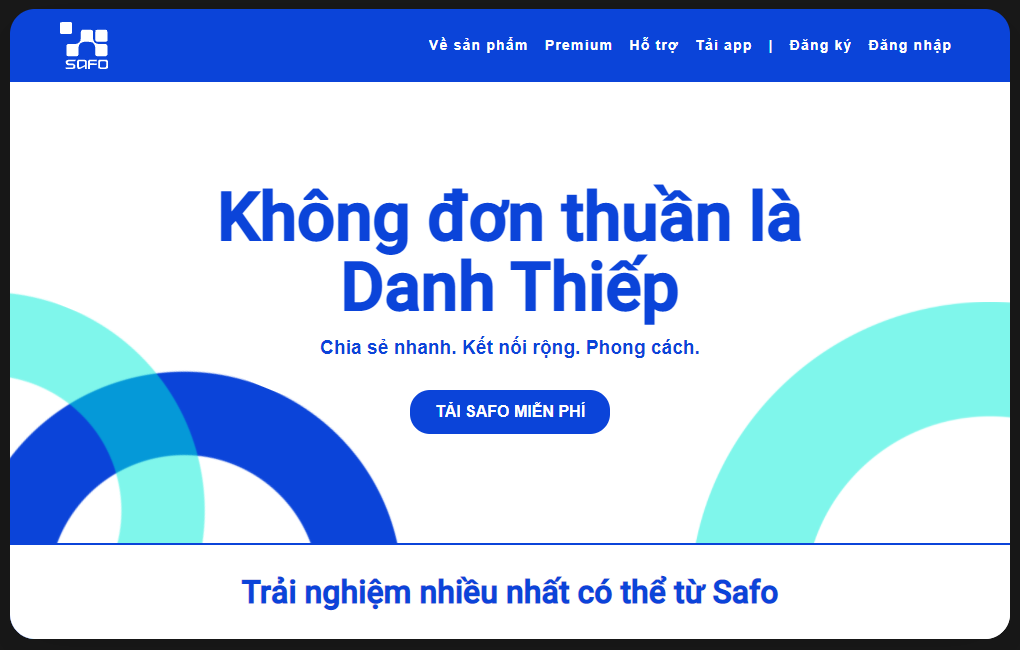 SAFO
Về sản phẩm Premium Hỗ trợ Tải app | Đăng ký Đăng nhập
Không đơn thuần là
Danh Thiếp
Chia sẻ nhanh. Kết nối rộng. Phong cách.
TẢI SAFO MIỄN PHÍ
Trải nghiệm nhiều nhất có thể từ Safo